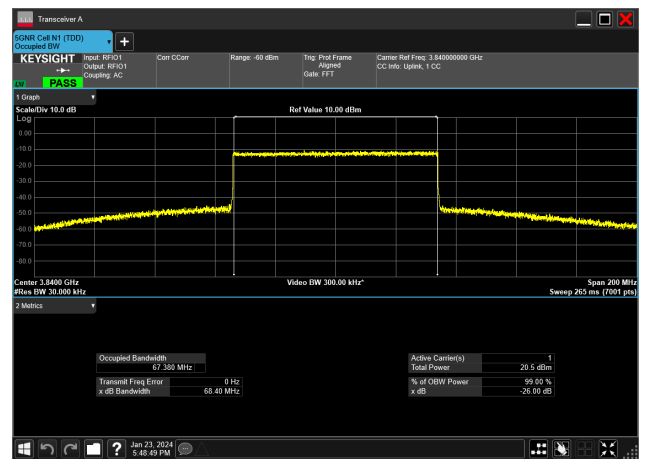 Transceiver A
5GNR Cell N1 (TDD)
Occupied BW
KEYSIGHT
PASS
Input: RFIO1
Output: RFIO1
Coupling: AC
Corr CCorr
Range: -60 dBm
Trig: Prot Frame
Aligned
Gate: FFT
Carrier Ref Freq: 3.840000000 GHz
CC Info: Uplink, 1 CC
1 Graph
Scale/Div 10.0 dB
Ref Value 10.00 dBm
Log
0.00
-10.0
-20.0
-30.0
-40.0
-50.0
-60.0
-70.0
-80.0
Center 3.8400 GHz
Video BW 300.00 kHz*
Span 200 MHz
#Res BW 30.000 kHz
Sweep 265 ms (7001 pts)
2 Metrics
Occupied Bandwidth
67.380 MHz
Active Carrier(s) 1
Total Power 20.5 dBm
Transmit Freq Error 0 Hz
x dB Bandwidth 68.40 MHz
% of OBW Power 99.00 %
x dB -26.00 dB
?
Jan 23, 2024
5:48:49 PM